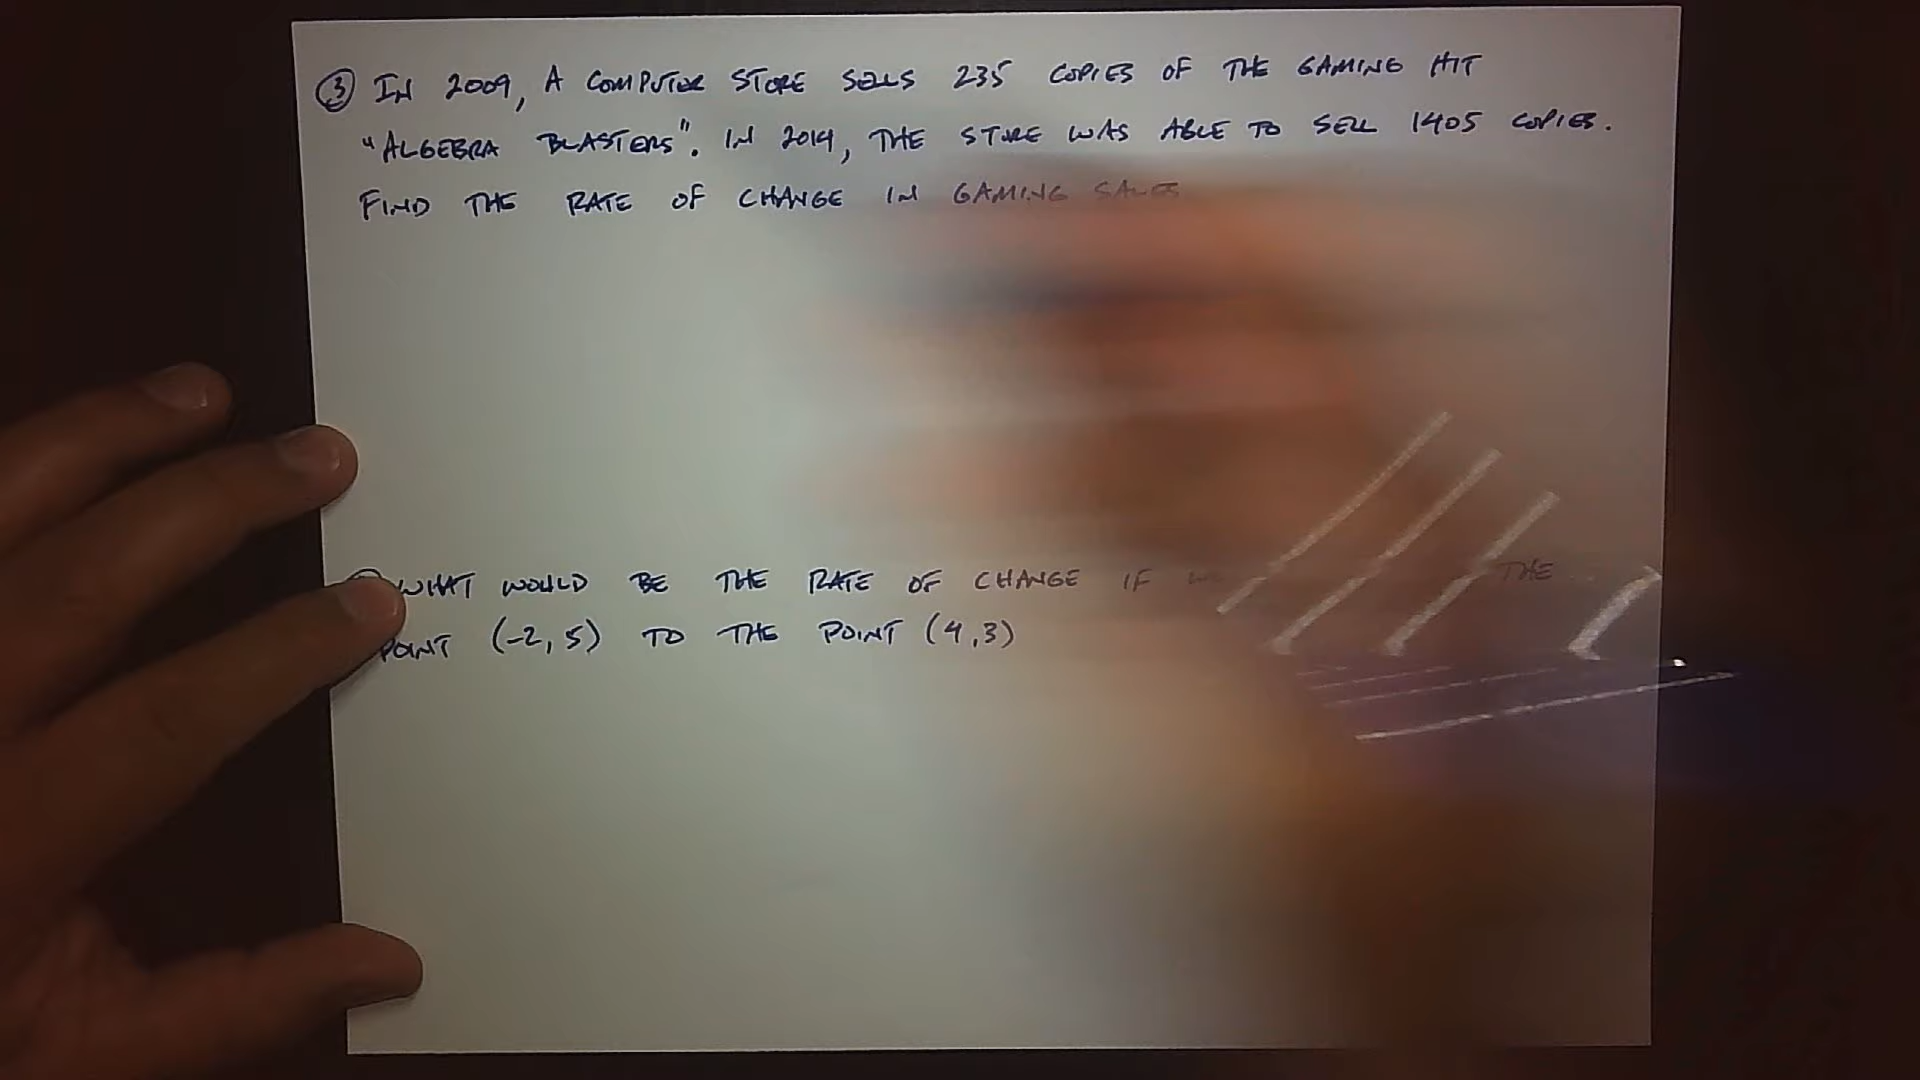 ③ IN 2009, A COMPUTER STORE SELLS 235 COPIES OF THE GAMING HIT
"ALGEBRA BLASTERS". IN 2014, THE STORE WAS ABLE TO SELL 1405 COPIES.
FIND THE RATE OF CHANGE IN GAMING SALES
WHAT WOULD BE THE RATE OF CHANGE IF THE
POINT (-2,5) TO THE POINT (4,3)